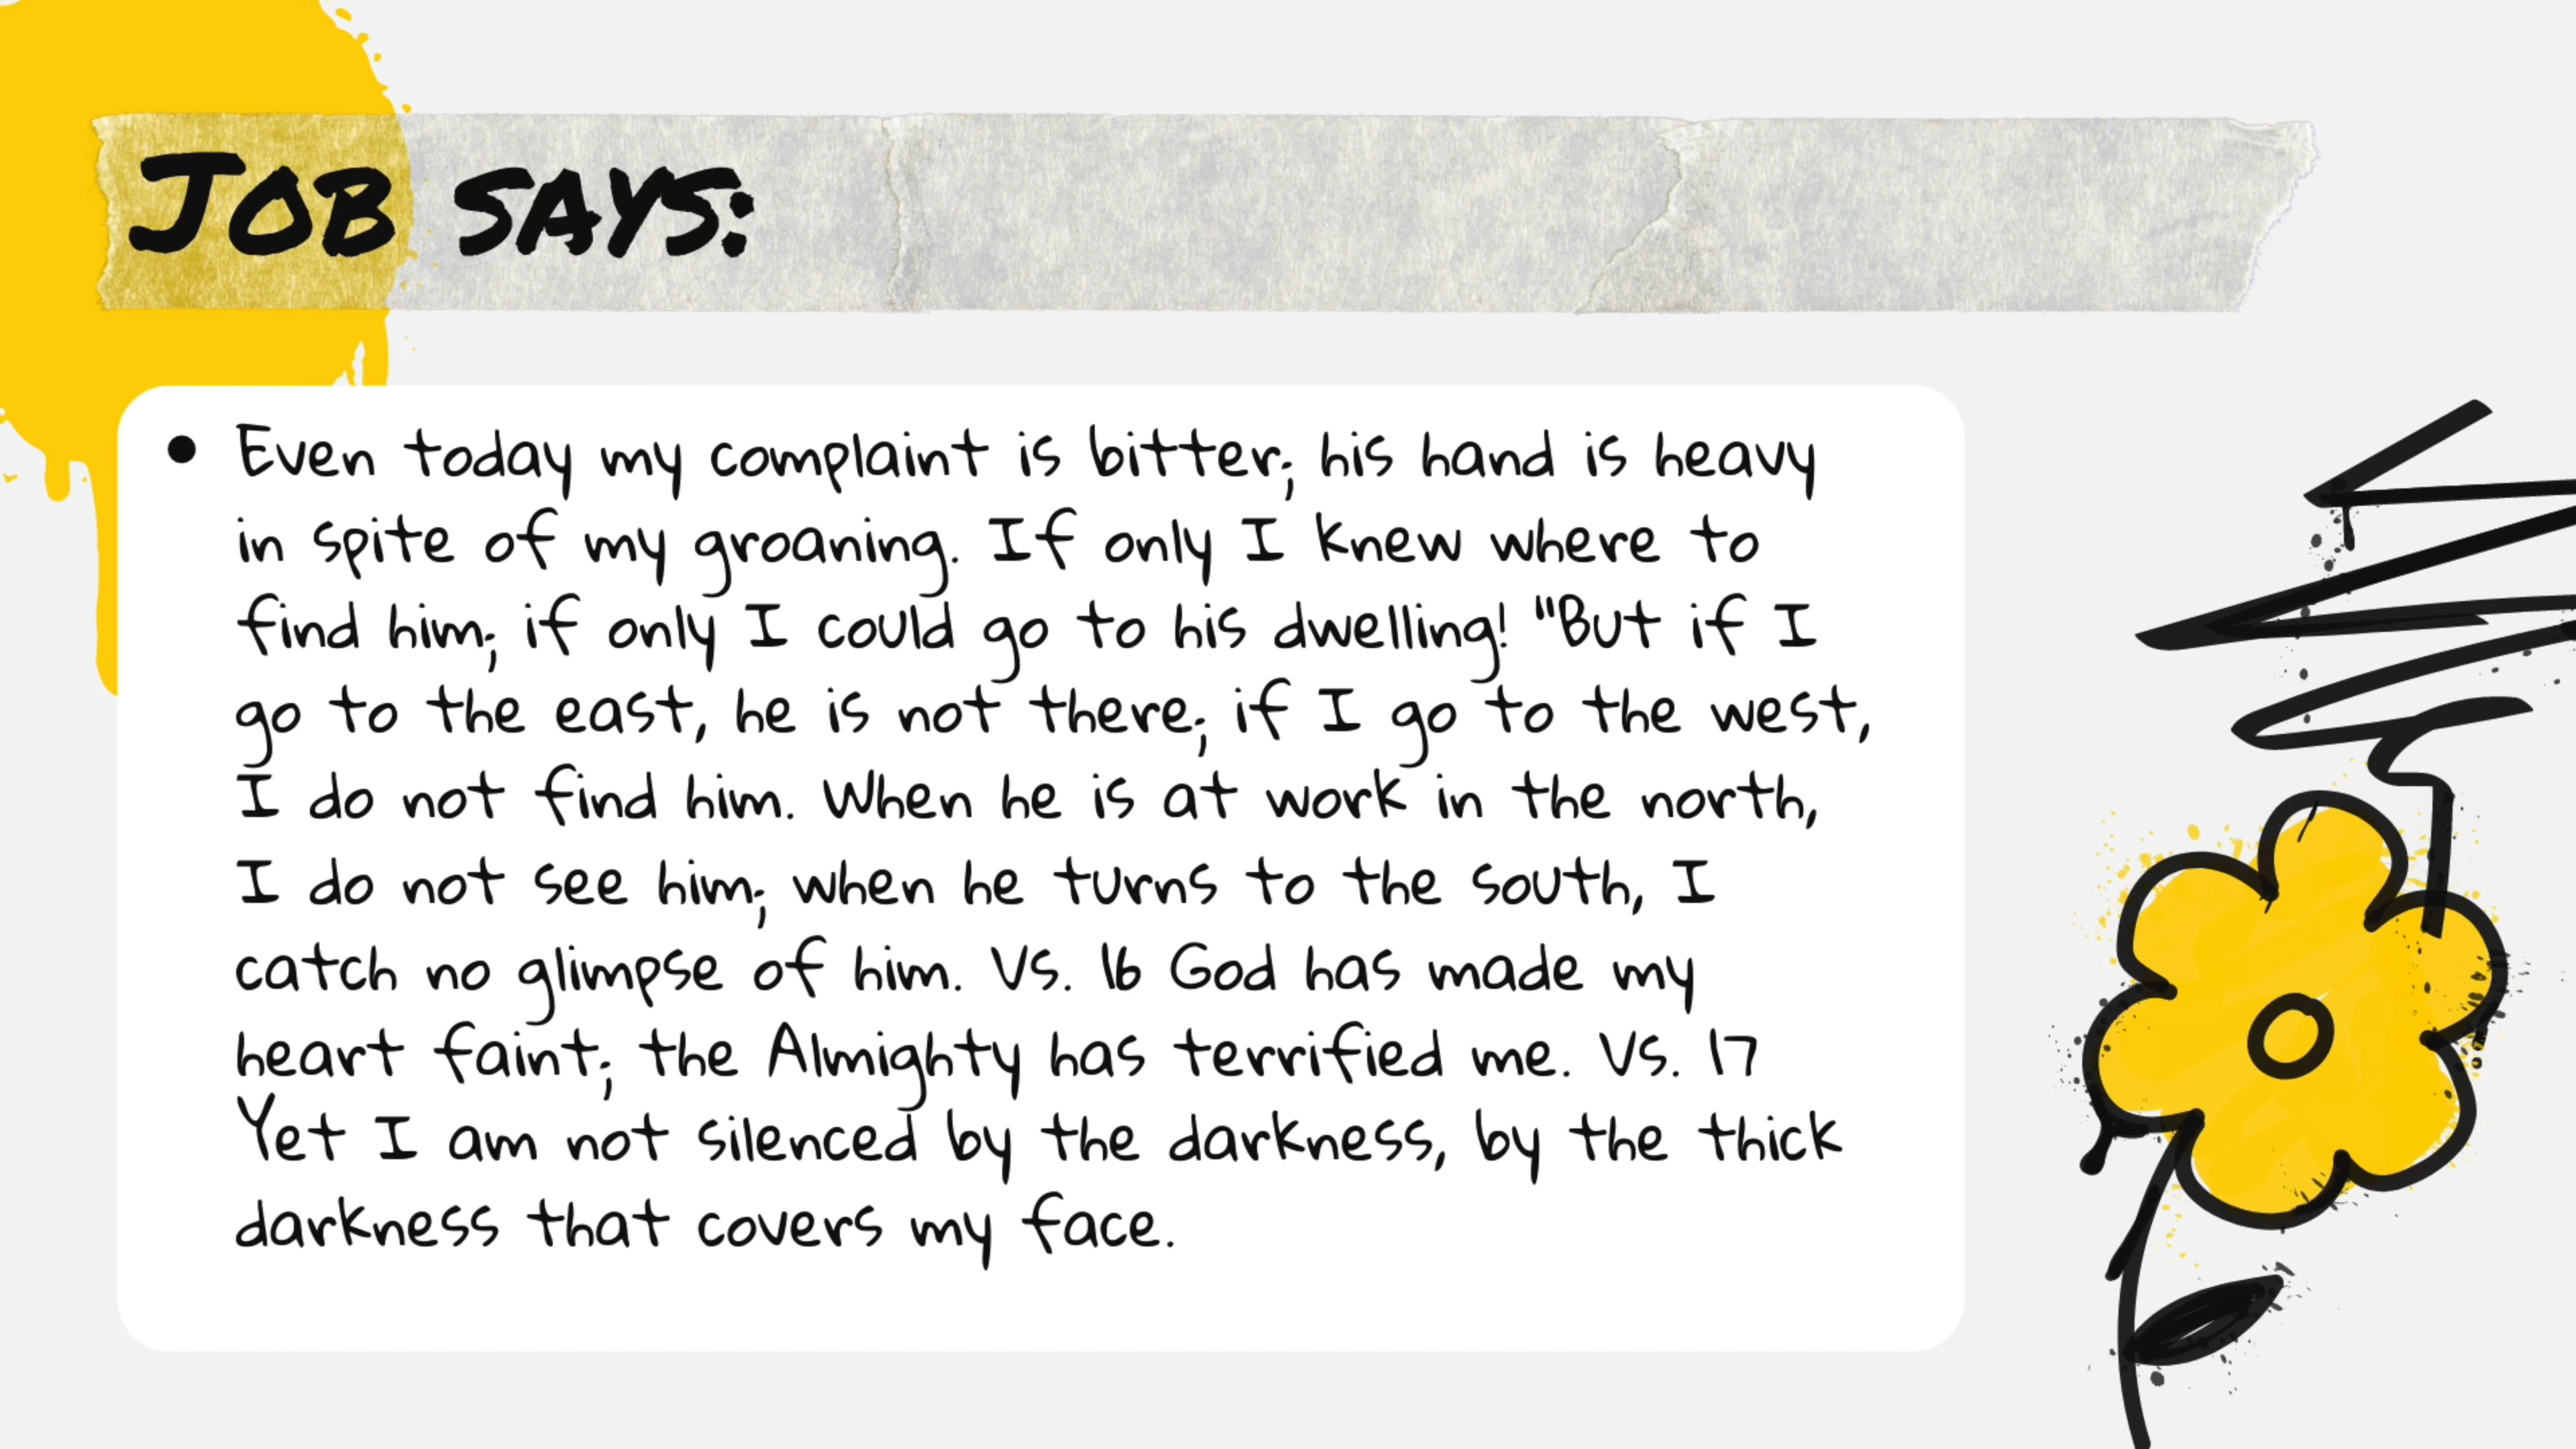 Job says:
• Even today my complaint is bitter; his hand is heavy
in spite of my groaning. If only I knew where to
find him; if only I could go to his dwelling! "But if I
go to the east, he is not there; if I go to the west,
I do not find him. When he is at work in the north,
I do not see him; when he turns to the south, I
catch no glimpse of him. Vs. 16 God has made my
heart faint; the Almighty has terrified me. Vs. 17
Yet I am not silenced by the darkness, by the thick
darkness that covers my face.